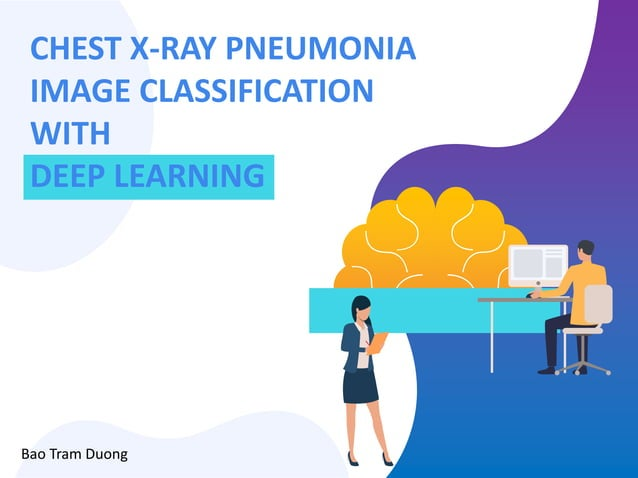 CHEST X-RAY PNEUMONIA
IMAGE CLASSIFICATION
WITH
DEEP LEARNING
Bao Tram Duong